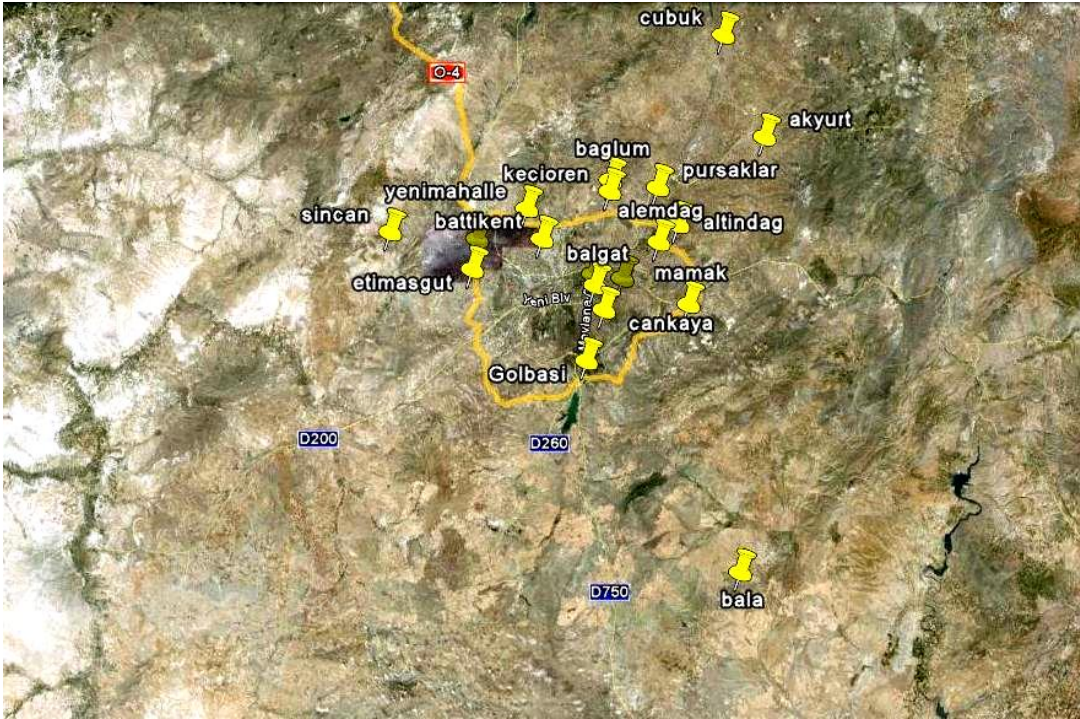 cubuk
O-4
akyurt
baglum
pursaklar
kecioren
yenimahalle
alemdag
sincan
battikent
altindag
balgat
mamak
etimasgut
Yeni Blv
cankaya
Golbasi
D200
D260
D750
bala